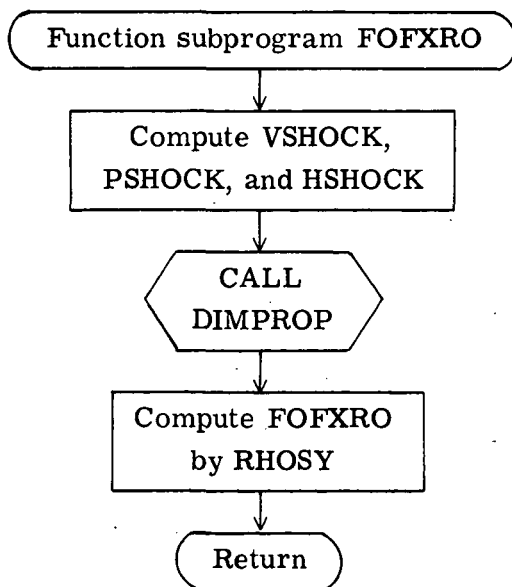 Function subprogram FOFXRO
Compute VSHOCK,
PSHOCK, and HSHOCK
CALL
DIMPROP
Compute FOFXRO
by RHOSY
Return